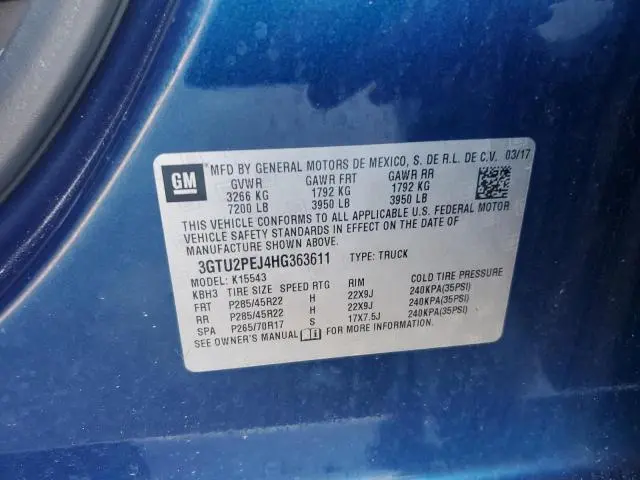 GM
MFD BY GENERAL MOTORS DE MEXICO, S. DE R.L. DE C.V. 03/17
GVWR GAWR FRT GAWR RR
3266 KG 1792 KG 1792 KG
7200 LB 3950 LB 3950 LB
THIS VEHICLE CONFORMS TO ALL APPLICABLE U.S. FEDERAL MOTOR
VEHICLE SAFETY STANDARDS IN EFFECT ON THE DATE OF
MANUFACTURE SHOWN ABOVE.
3GTU2PEJ4HG363611 TYPE: TRUCK
MODEL: K15543
KBH3 TIRE SIZE SPEED RTG RIM COLD TIRE PRESSURE
FRT P285/45R22 H 22X9J 240KPA(35PSI)
RR P285/45R22 H 22X9J 240KPA(35PSI)
SPA P265/70R17 S 17X7.5J 240KPA(35PSI)
SEE OWNER'S MANUAL FOR MORE INFORMATION.